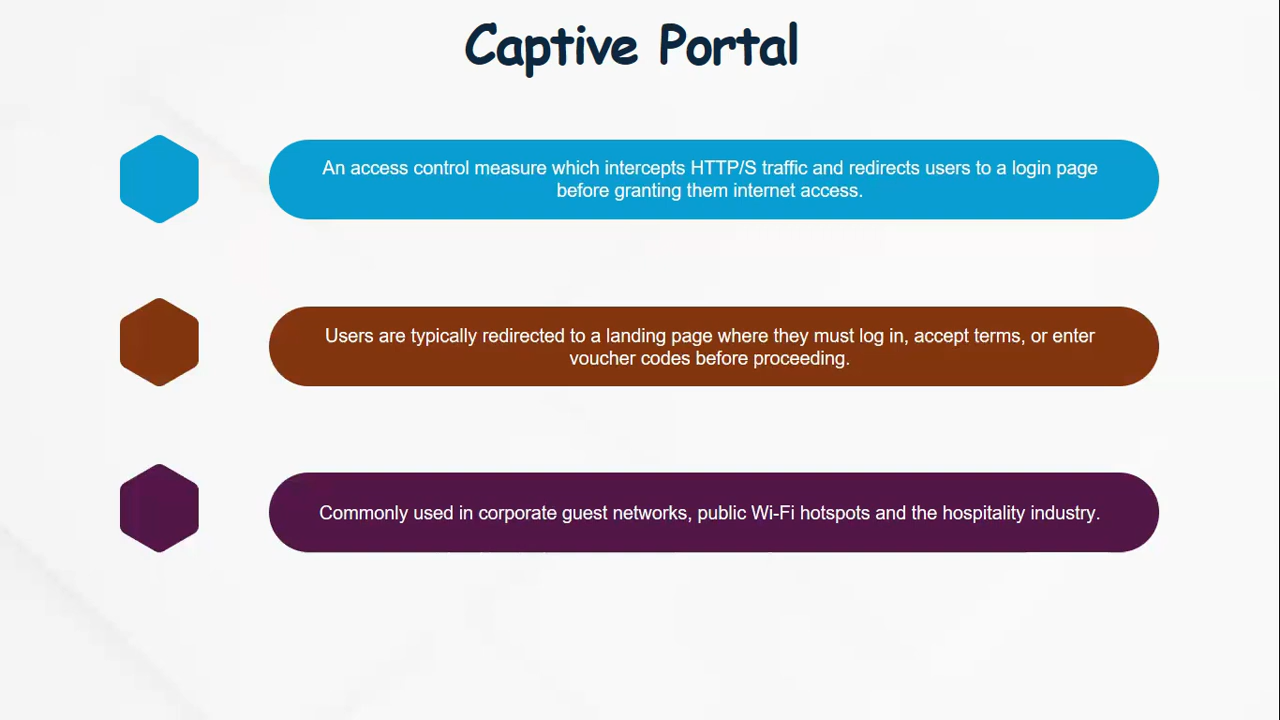 Captive Portal
An access control measure which intercepts HTTP/S traffic and redirects users to a login page
before granting them internet access.
Users are typically redirected to a landing page where they must log in, accept terms, or enter
voucher codes before proceeding.
Commonly used in corporate guest networks, public Wi-Fi hotspots and the hospitality industry.